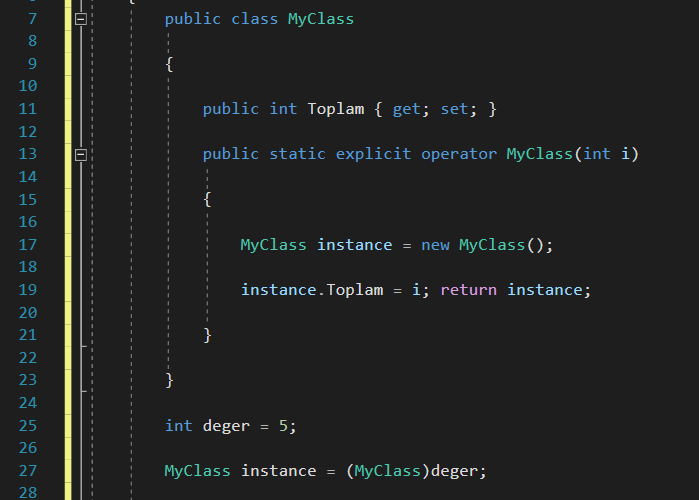 7 public class MyClass
8
9 {
10
11 public int Toplam { get; set; }
12
13 public static explicit operator MyClass(int i)
14
15 {
16
17 MyClass instance = new MyClass();
18
19 instance.Toplam = i; return instance;
20
21 }
22
23 }
24
25 int deger = 5;
26
27 MyClass instance = (MyClass)deger;
28